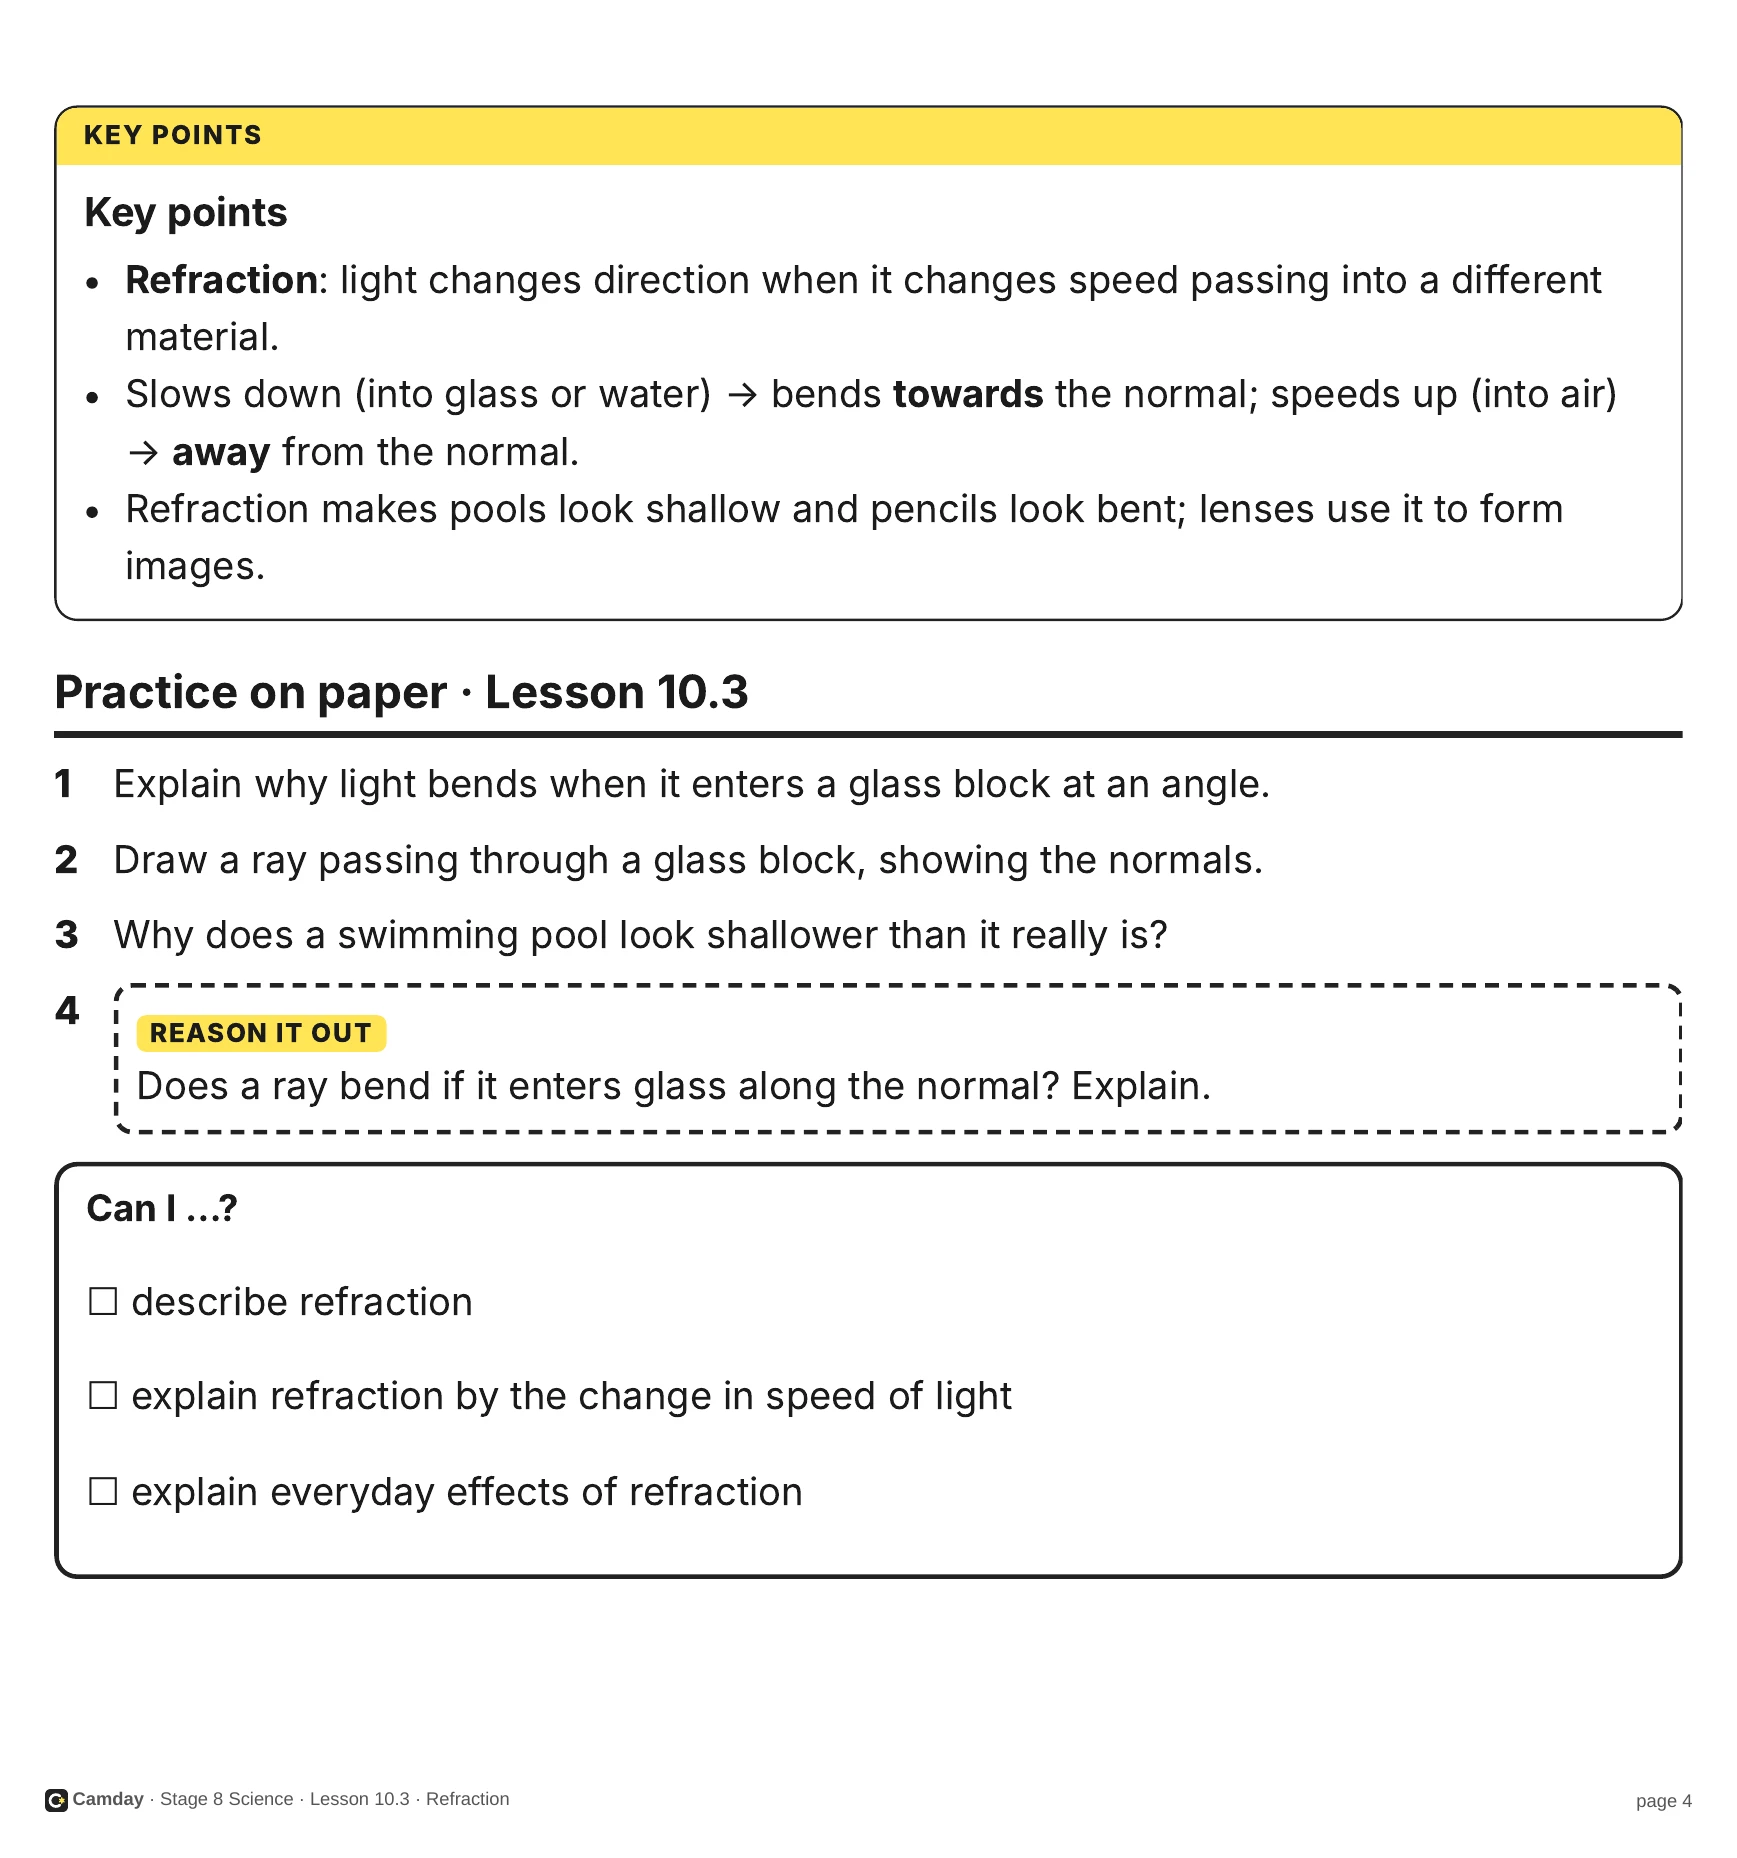 KEY POINTS
Key points
• Refraction: light changes direction when it changes speed passing into a different
material.
• Slows down (into glass or water) → bends towards the normal; speeds up (into air)
→ away from the normal.
• Refraction makes pools look shallow and pencils look bent; lenses use it to form
images.
Practice on paper · Lesson 10.3
1 Explain why light bends when it enters a glass block at an angle.
2 Draw a ray passing through a glass block, showing the normals.
3 Why does a swimming pool look shallower than it really is?
4
REASON IT OUT
Does a ray bend if it enters glass along the normal? Explain.
Can I …?
☐ describe refraction
☐ explain refraction by the change in speed of light
☐ explain everyday effects of refraction
Camday · Stage 8 Science · Lesson 10.3 · Refraction
page 4